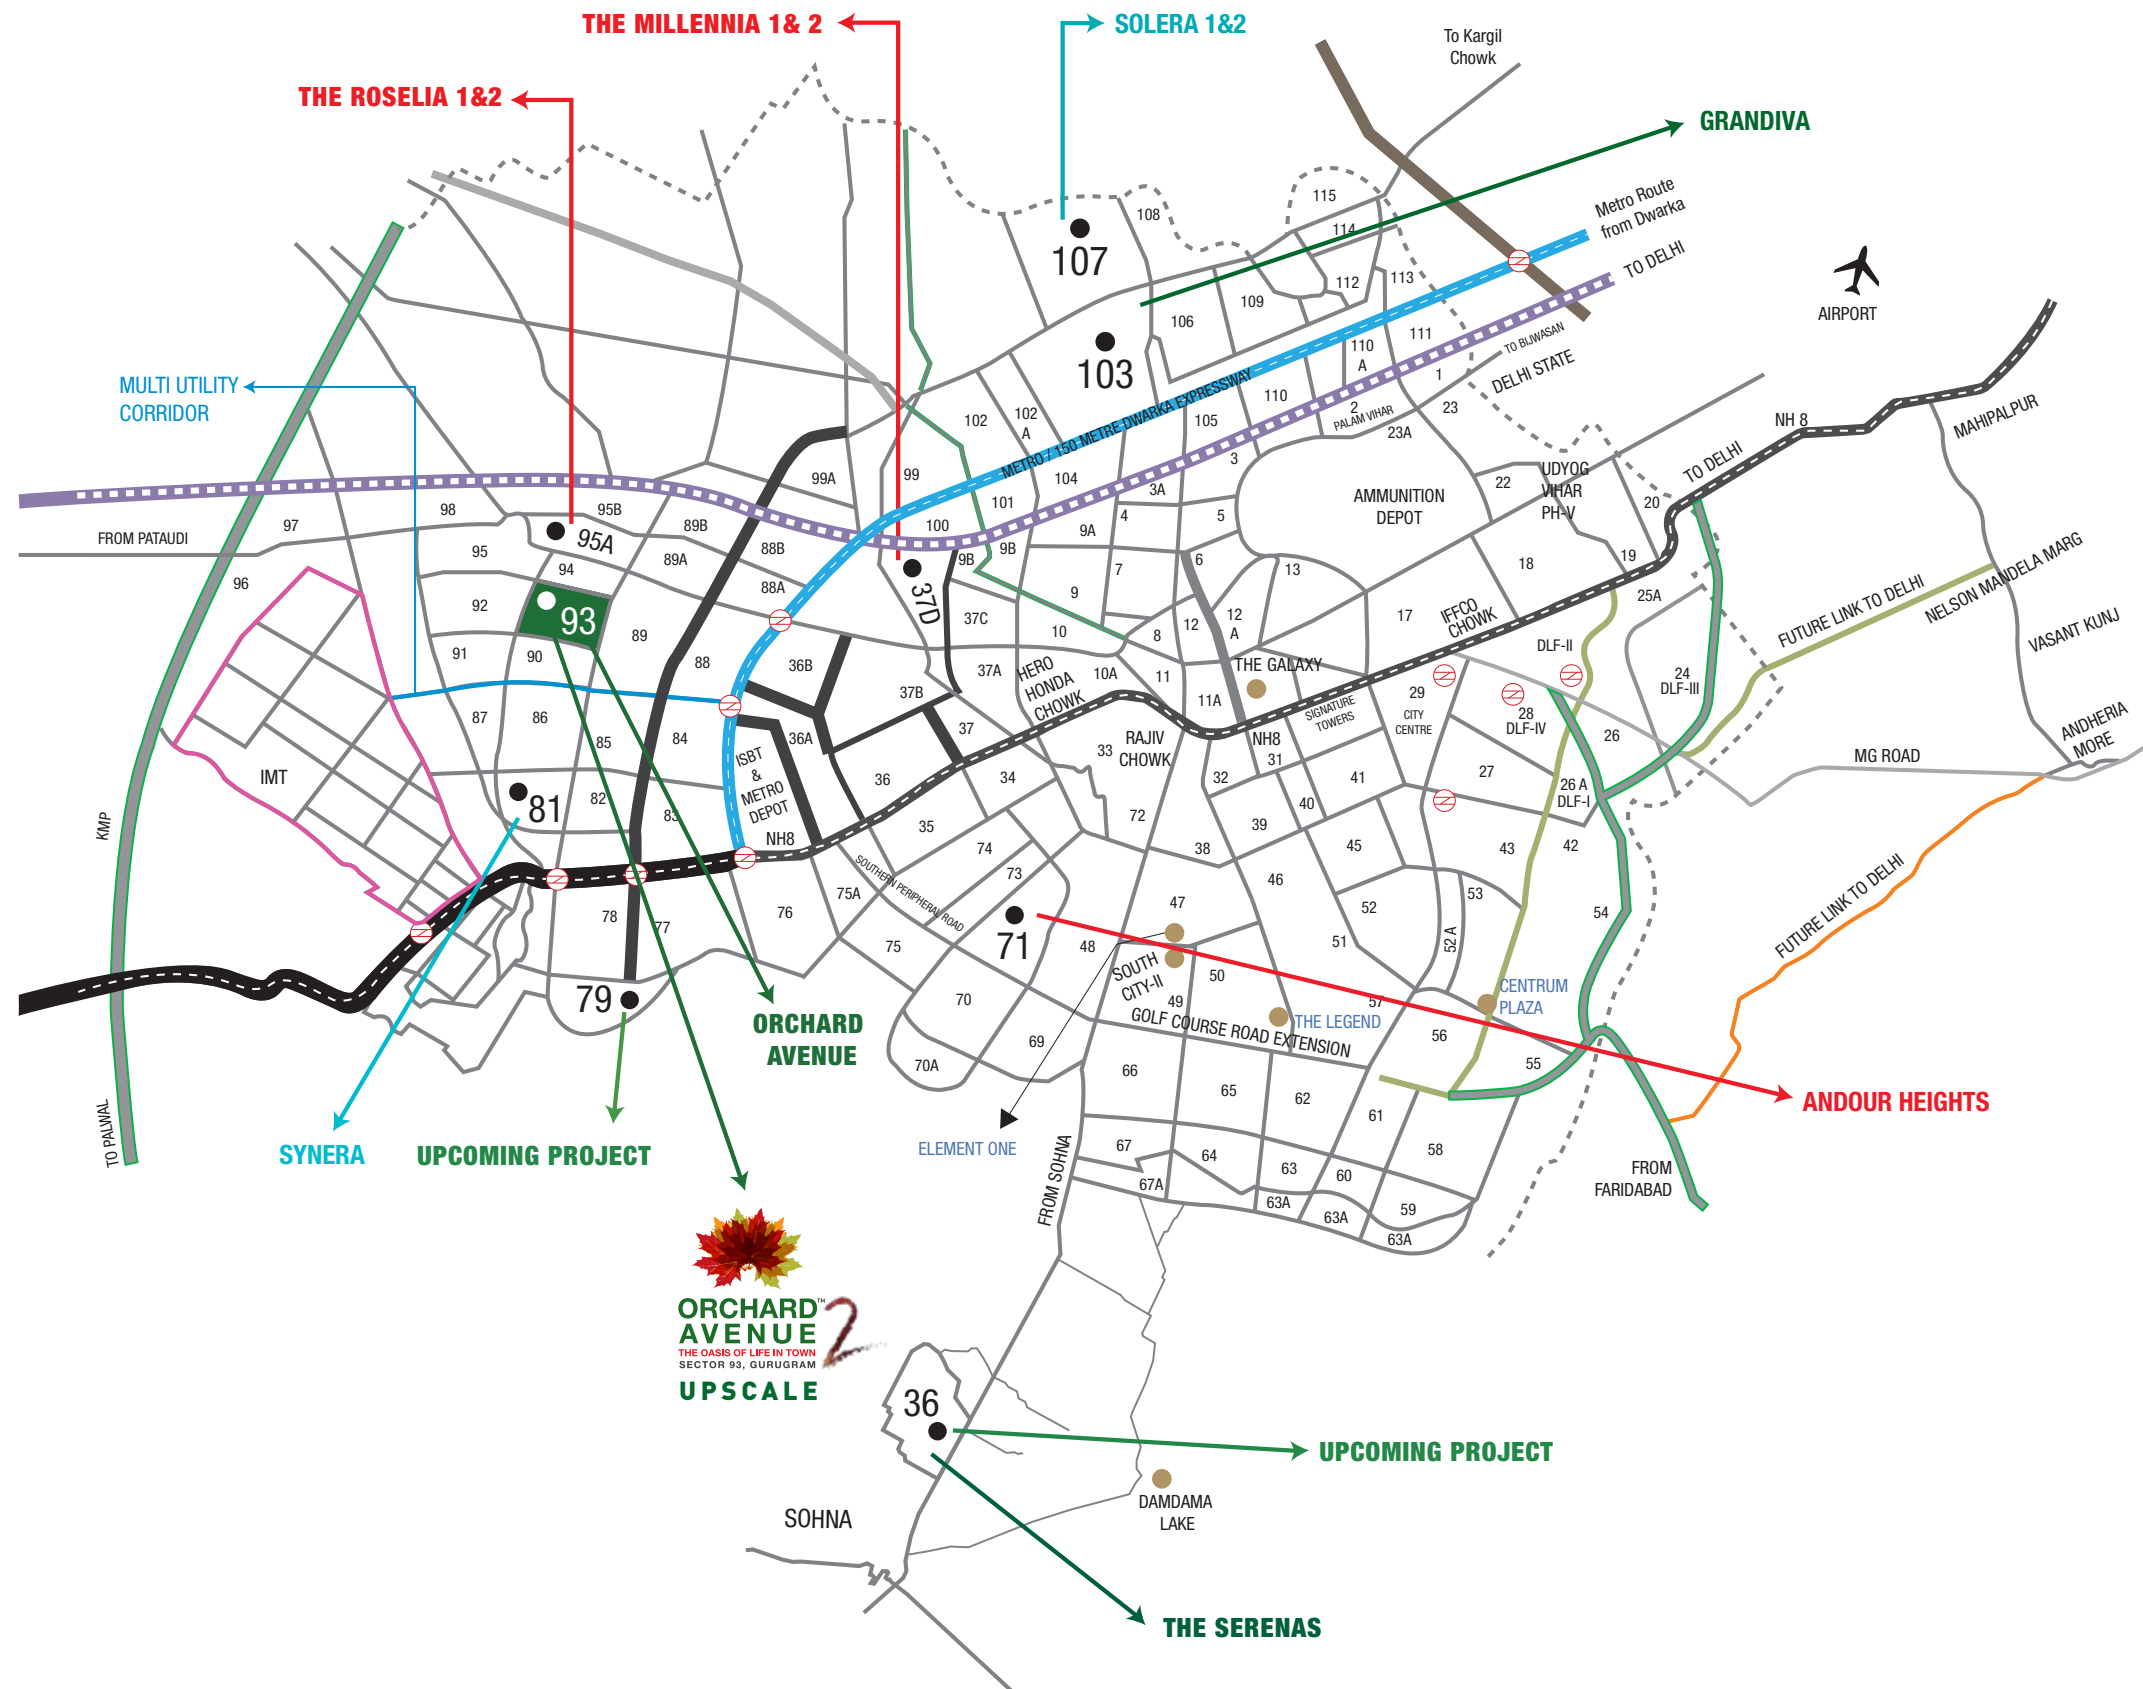 THE MILLENNIA 1& 2
SOLERA 1&2
To Kargil
Chowk
THE ROSELIA 1&2
GRANDIVA
115
Metro Route
from Dwarka
108
114
107
TO DELHI
113
112
109
AIRPORT
106
111
103
110
A
TO BIJWASAN
DELHI STATE
MULTI UTILITY
CORRIDOR
1
METRO / 150 METRE DWARKA EXPRESSWAY
110
2
23
PALAM VIHAR
NH 8
MAHIPALPUR
102
102
A
105
23A
3
TO DELHI
99A
99
104
3A
UDYOG
VIHAR
PH-V
22
AMMUNITION
DEPOT
20
98
95B
101
4
5
97
89B
100
9A
FROM PATAUDI
95A
88B
9B
9B
95
89A
6
19
94
7
13
18
96
88A
37D
NELSON MANDELA MARG
FUTURE LINK TO DELHI
92
93
9
25A
89
37C
12
12
A
17
IFFCO
CHOWK
10
8
VASANT KUNJ
91
90
88
36B
HERO
HONDA
CHOWK
THE GALAXY
DLF-II
37A
10A
11
24
DLF-III
37B
11A
29
87
86
SIGNATURE
TOWERS
CITY
CENTRE
28
DLF-IV
ANDHERIA
MORE
85
84
36A
37
33
RAJIV
CHOWK
NH8
26
MG ROAD
IMT
ISBT
&
METRO
DEPOT
36
34
32
31
41
27
26 A
DLF-I
81
82
83
40
KMP
NH8
35
72
39
74
38
45
43
42
SOUTHERN PERIPHERAL ROAD
73
46
75A
53
FUTURE LINK TO DELHI
78
77
76
47
52
54
71
75
48
51
52 A
SOUTH
CITY-II
50
79
70
49
57
CENTRUM
PLAZA
ORCHARD
AVENUE
THE LEGEND
GOLF COURSE ROAD EXTENSION
69
56
70A
66
55
65
62
ANDOUR HEIGHTS
61
TO PALWAL
SYNERA
UPCOMING PROJECT
ELEMENT ONE
67
64
58
FROM SOHNA
63
60
FROM
FARIDABAD
67A
63A
63A
59
63A
ORCHARD™
AVENUE 2
THE OASIS OF LIFE IN TOWN
SECTOR 93, GURUGRAM
UPSCALE
36
UPCOMING PROJECT
DAMDAMA
LAKE
SOHNA
THE SERENAS